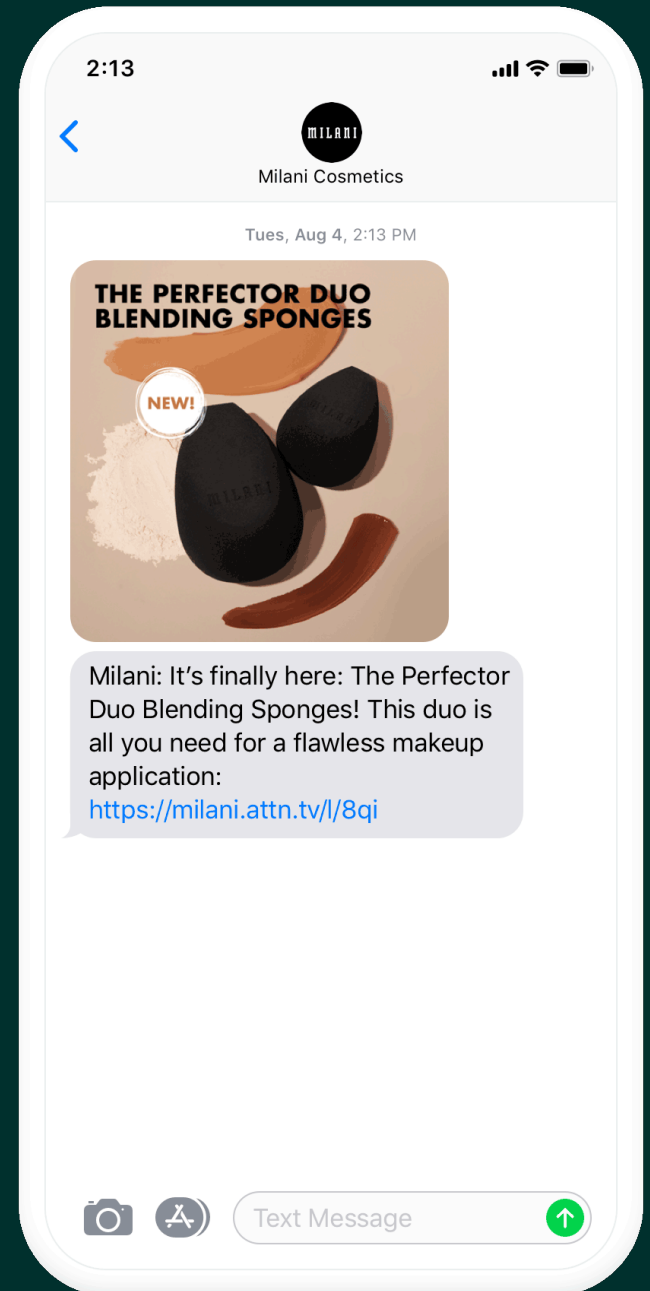 2:13
MILANI
Milani Cosmetics
Tues, Aug 4, 2:13 PM
THE PERFECTOR DUO
BLENDING SPONGES
NEW!
MILANI
MILANI
Milani: It’s finally here: The Perfector
Duo Blending Sponges! This duo is
all you need for a flawless makeup
application:
https://milani.attn.tv/l/8qi
Text Message